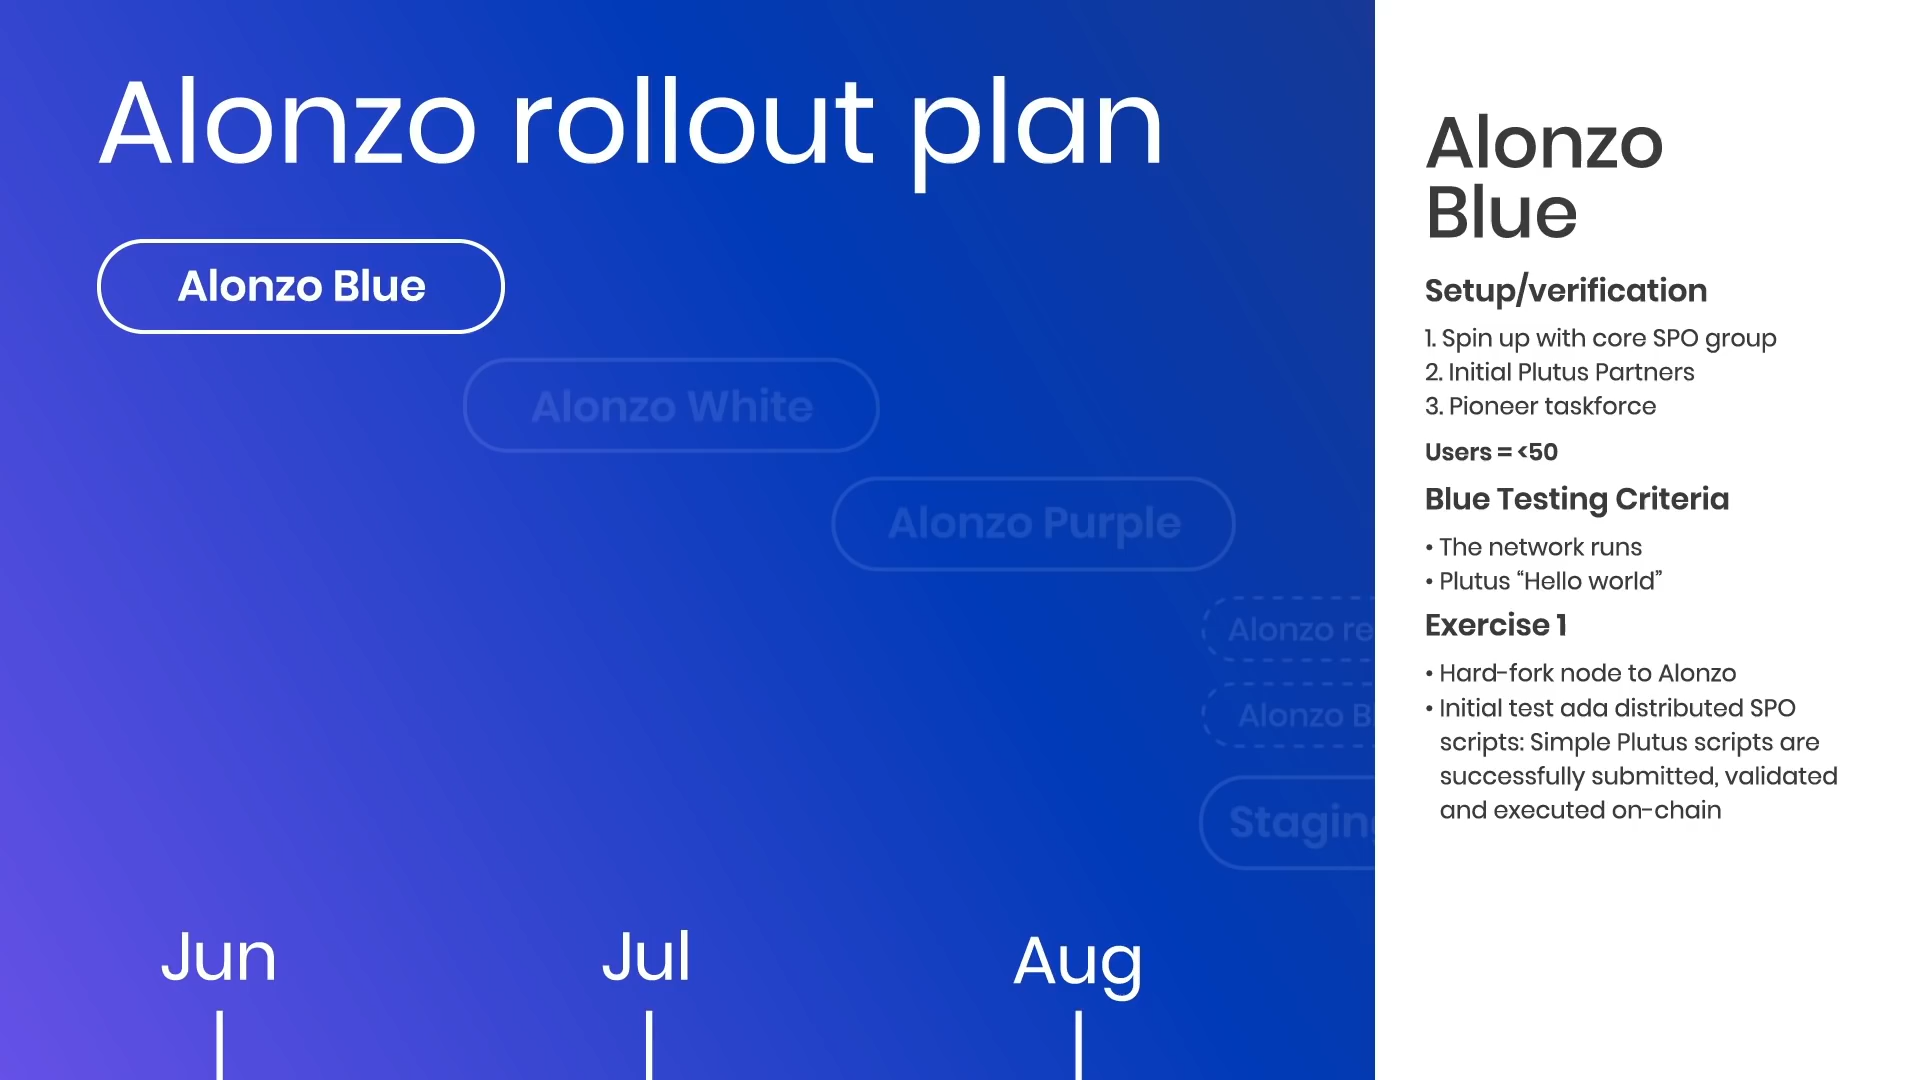 Alonzo rollout plan
Alonzo Blue
Alonzo White
Alonzo Purple
Alonzo
Alonzo
Jun
Jul
Aug
Alonzo
Blue
Setup/verification
1. Spin up with core SPO group
2. Initial Plutus Partners
3. Pioneer taskforce
Users = <50
Blue Testing Criteria
• The network runs
• Plutus “Hello world”
Exercise 1
• Hard-fork node to Alonzo
• Initial test ada distributed SPO
scripts: Simple Plutus scripts are
successfully submitted, validated
and executed on-chain